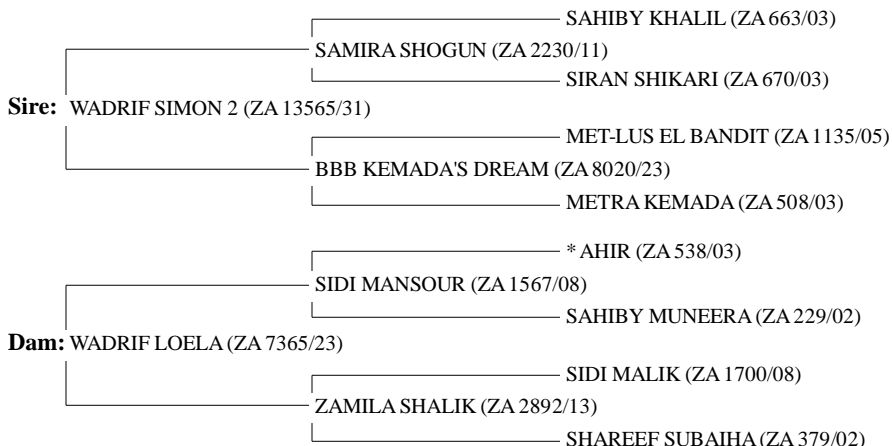 SAHIBY KHALIL (ZA 663/03)
SAMIRA SHOGUN (ZA 2230/11)
SIRAN SHIKARI (ZA 670/03)
Sire: WADRIF SIMON 2 (ZA 13565/31)
MET-LUS EL BANDIT (ZA 1135/05)
BBB KEMADA'S DREAM (ZA 8020/23)
METRA KEMADA (ZA 508/03)
* AHIR (ZA 538/03)
SIDI MANSOUR (ZA 1567/08)
SAHIBY MUNEERA (ZA 229/02)
Dam: WADRIF LOELA (ZA 7365/23)
SIDI MALIK (ZA 1700/08)
ZAMILA SHALIK (ZA 2892/13)
SHAREEF SUBAIHA (ZA 379/02)